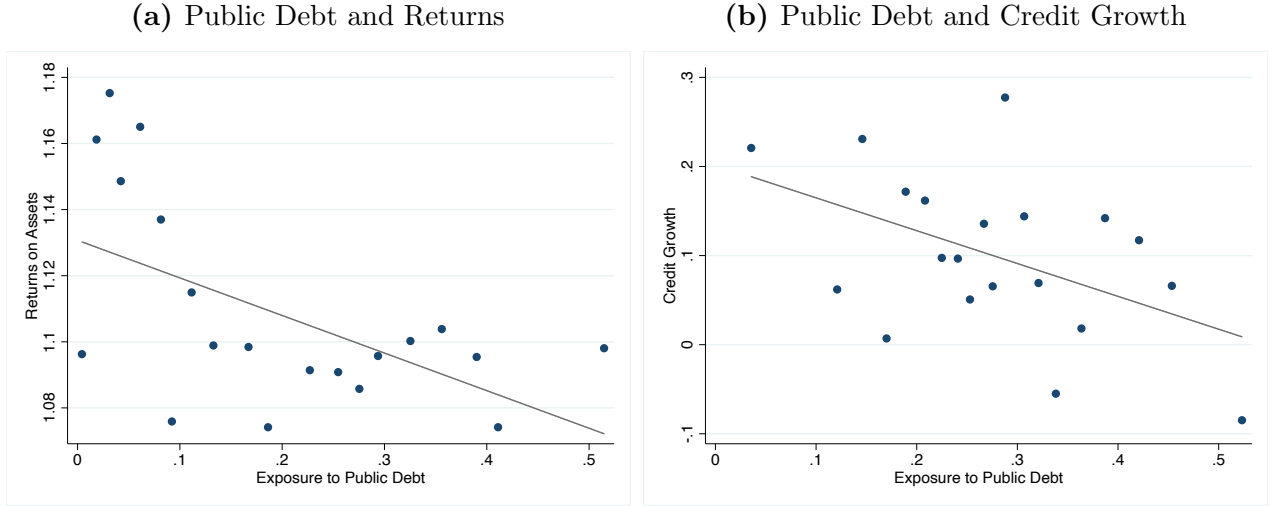 (a) Public Debt and Returns
Returns on Assets
1.18
1.16
1.14
1.12
1.1
1.08
0 .1 .2 .3 .4 .5
Exposure to Public Debt
(b) Public Debt and Credit Growth
Credit Growth
.3
.2
.1
0
-.1
0 .1 .2 .3 .4 .5
Exposure to Public Debt